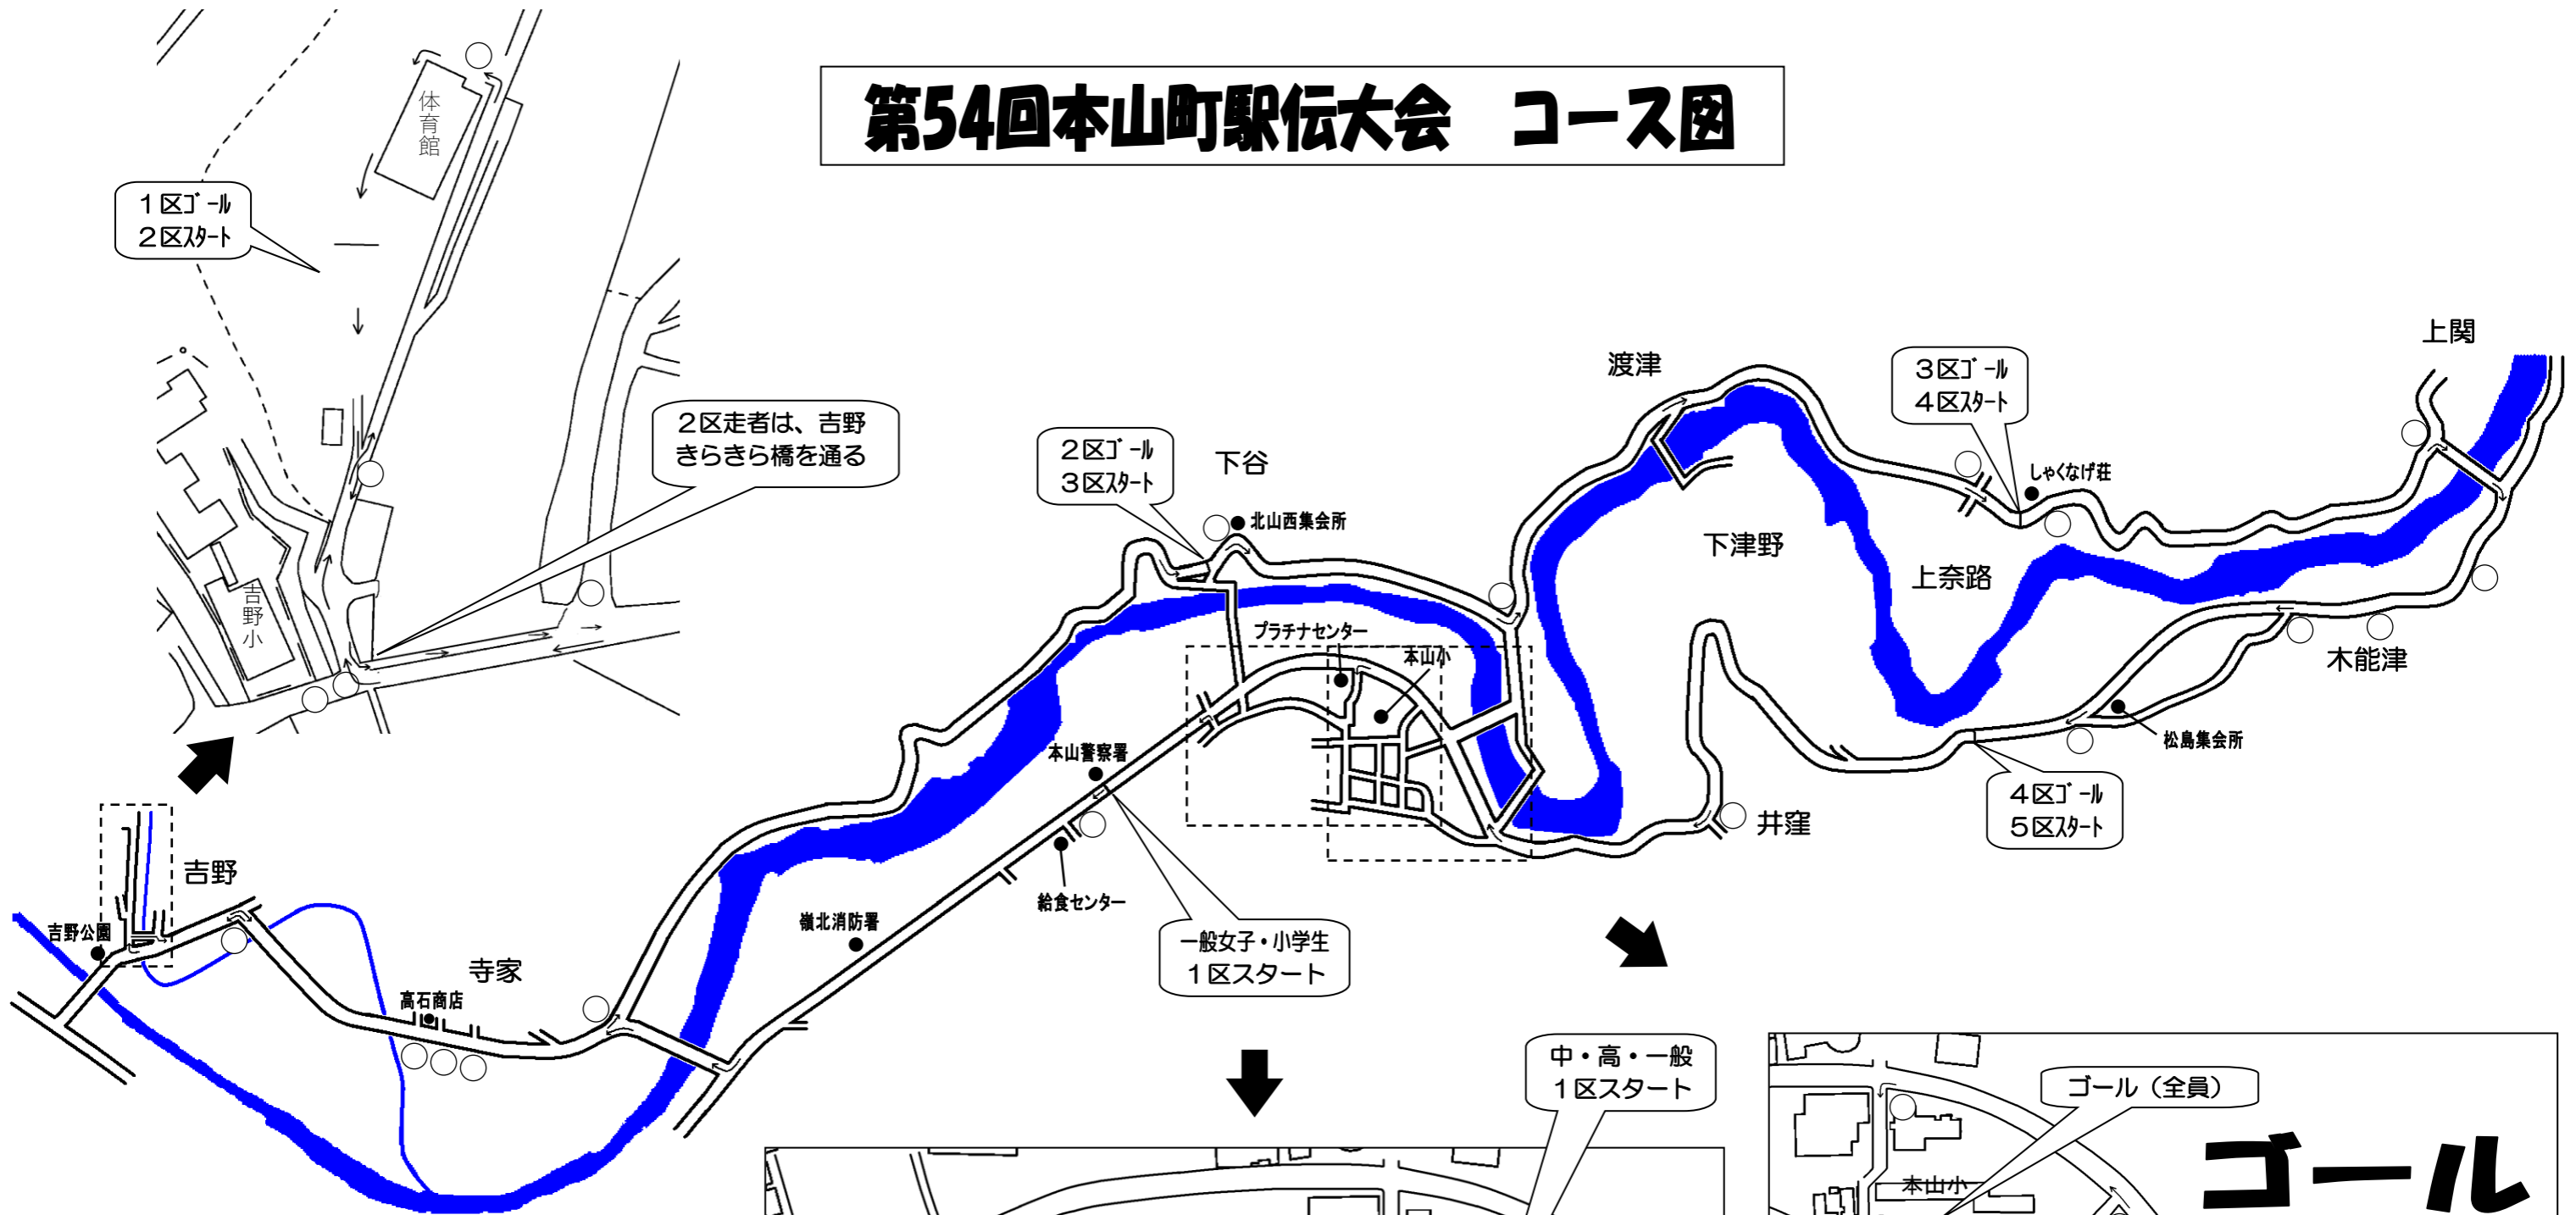 第54回本山町駅伝大会　コース図
体育館
1区ｺﾞｰﾙ
2区ｽﾀｰﾄ
2区走者は、吉野
きらきら橋を通る
吉野小
上関
渡津
3区ｺﾞｰﾙ
4区ｽﾀｰﾄ
しゃくなげ荘
2区ｺﾞｰﾙ
3区ｽﾀｰﾄ
下谷
北山西集会所
下津野
上奈路
プラチナセンター
本山小
木能津
松島集会所
本山警察署
4区ｺﾞｰﾙ
5区ｽﾀｰﾄ
井窪
吉野
給食センター
嶺北消防署
一般女子・小学生
1区スタート
吉野公園
寺家
高石商店
中・高・一般
1区スタート
ゴール（全員）
ゴール
本山小